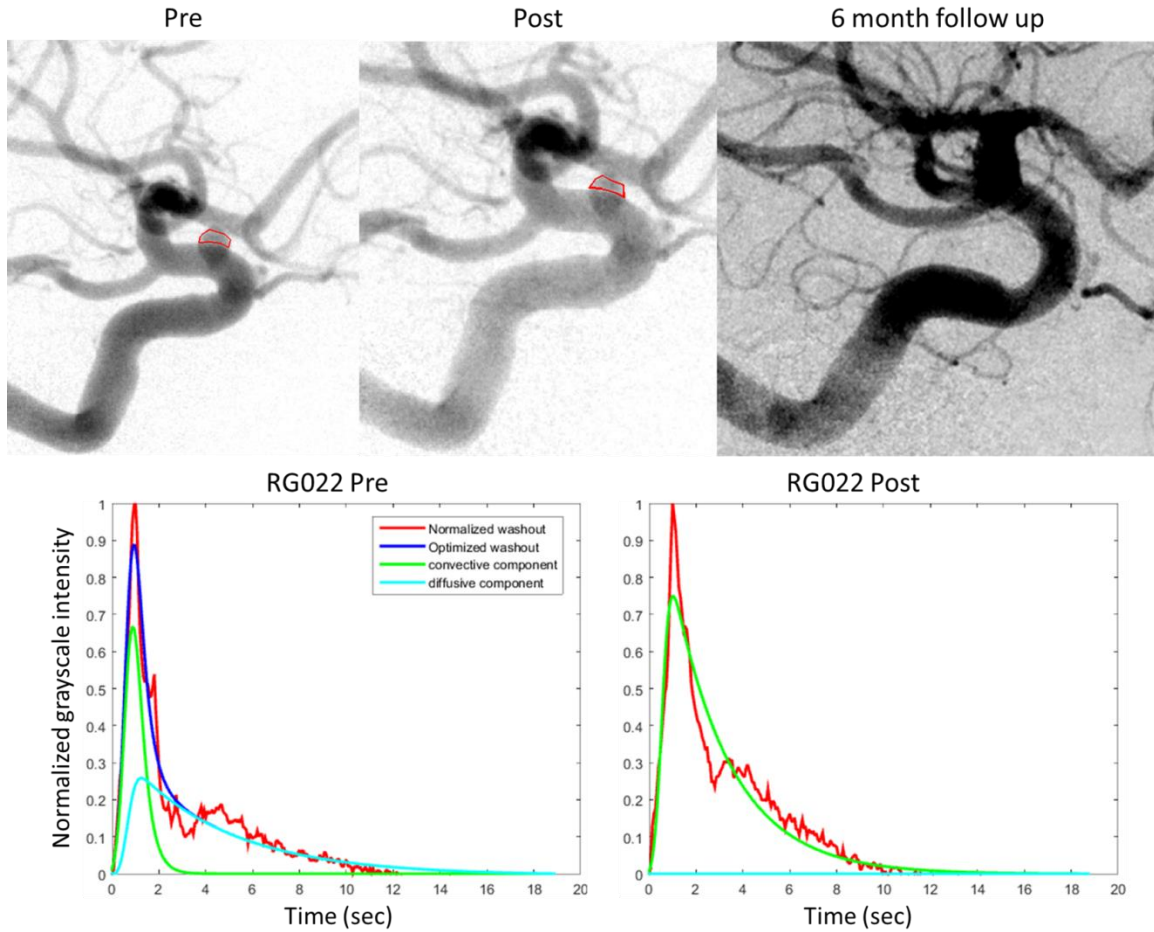 Pre
Post
6 month follow up
RG022 Pre
RG022 Post
Normalized grayscale intensity
1
0.9
0.8
0.7
0.6
0.5
0.4
0.3
0.2
0.1
0
Normalized washout
Optimized washout
convective component
diffusive component
0 2 4 6 8 10 12 14 16 18 20
Time (sec)
1
0.9
0.8
0.7
0.6
0.5
0.4
0.3
0.2
0.1
0
0 2 4 6 8 10 12 14 16 18 20
Time (sec)